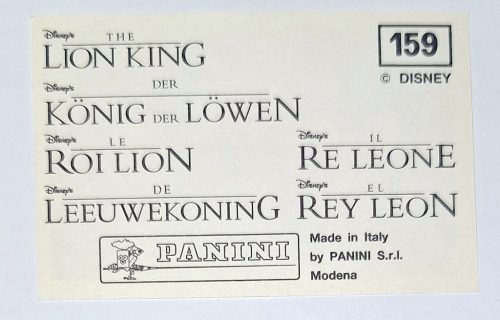 Disney's THE
LION KING
159
© DISNEY
Disney's DER
KÖNIG DER LÖWEN
Disney's LE
ROI LION
Disney's IL
RE LEONE
Disney's DE
LEEUWEKONING
Disney's EL
REY LEON
PANINI
Made in Italy
by PANINI S.r.l.
Modena